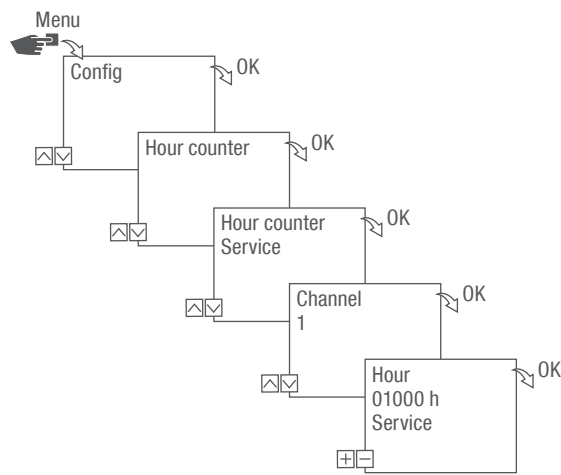 Menu
Config
OK
Hour counter
OK
Hour counter
Service
OK
Channel
1
OK
Hour
01000 h
Service
OK